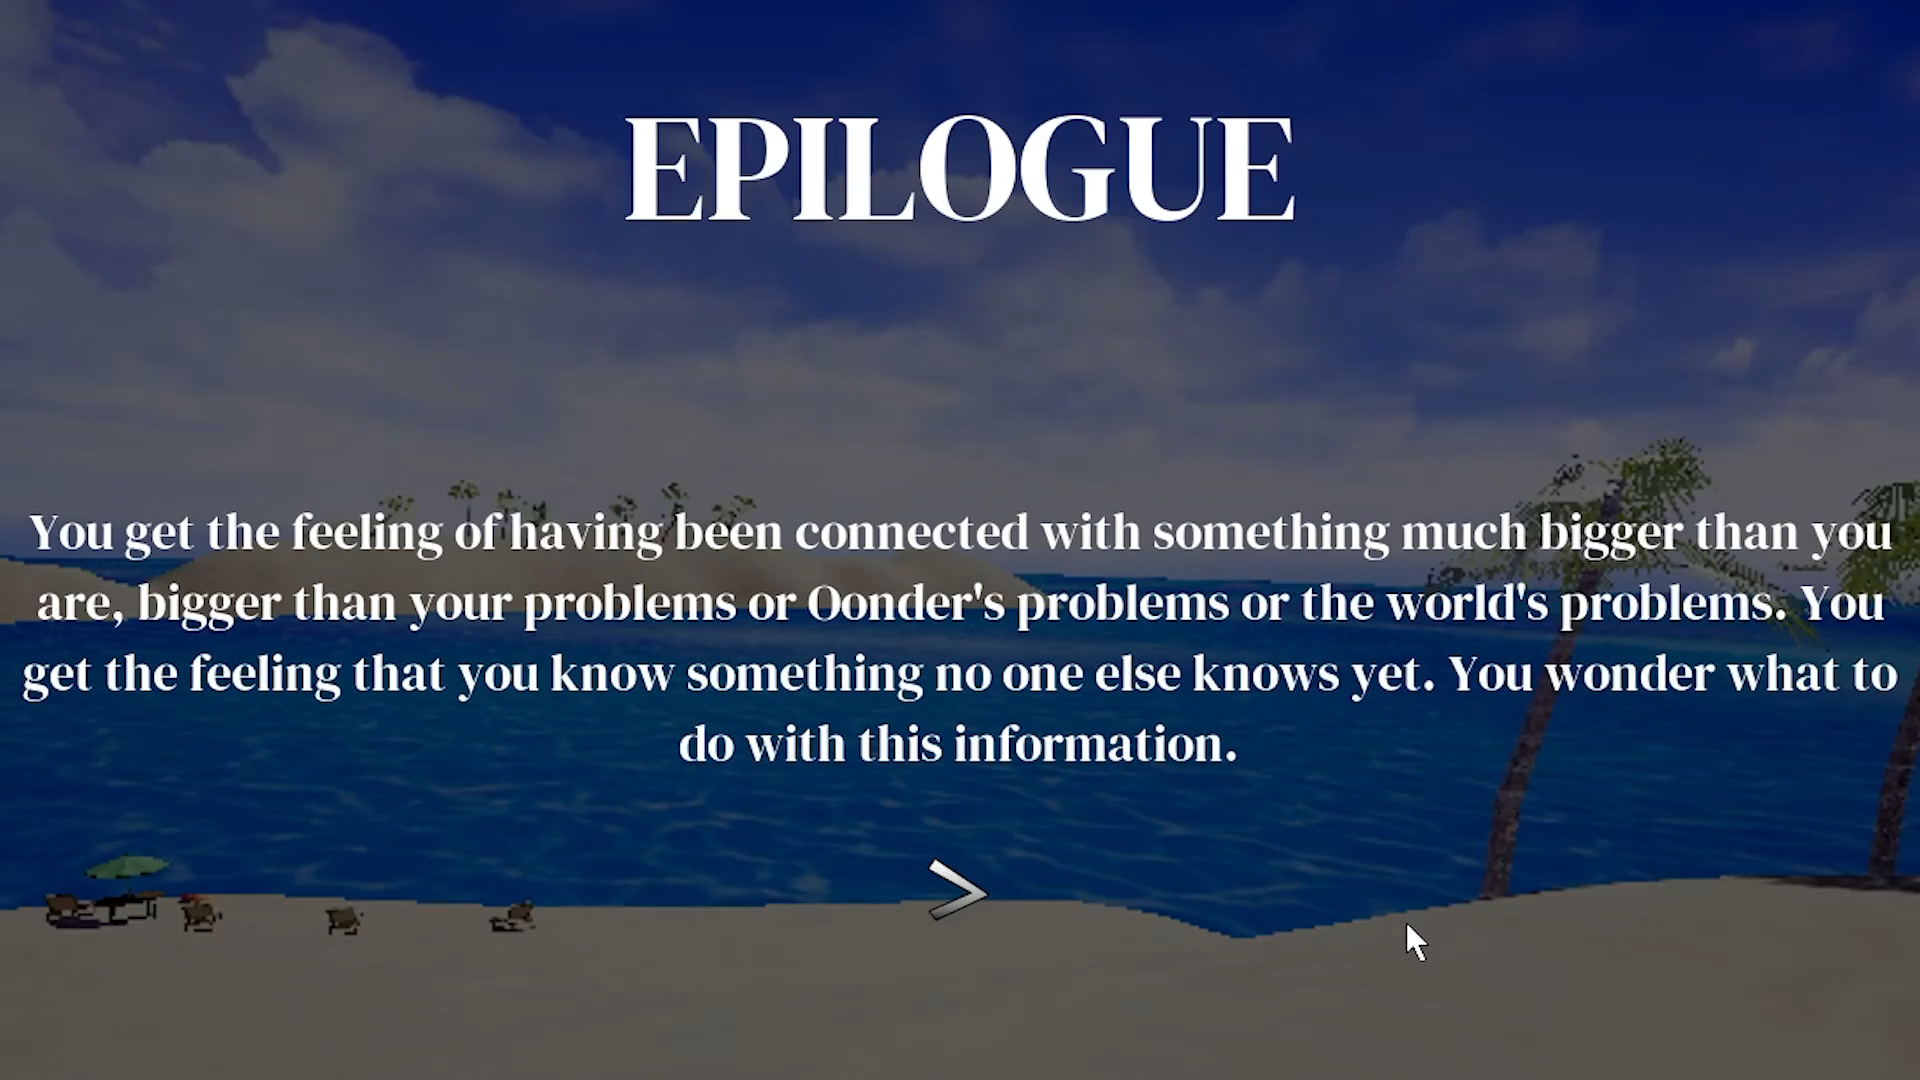 EPILOGUE
You get the feeling of having been connected with something much bigger than you
are, bigger than your problems or Oonder's problems or the world's problems. You
get the feeling that you know something no one else knows yet. You wonder what to
do with this information.
>